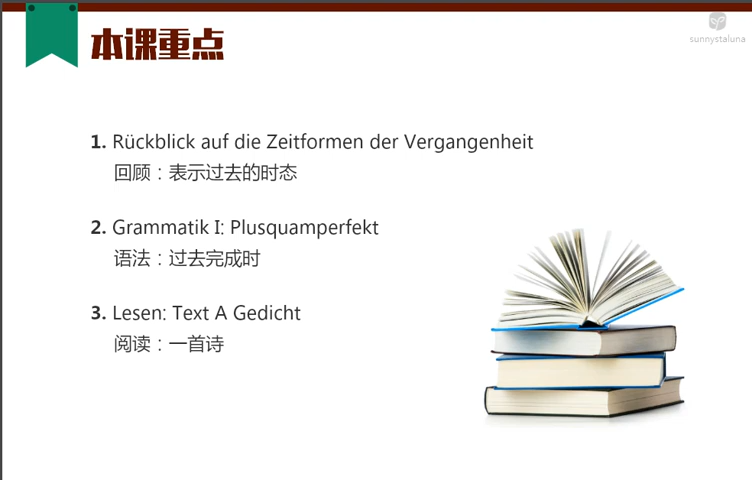 本课重点
sunnystaluna
1. Rückblick auf die Zeitformen der Vergangenheit
回顾：表示过去的时态
2. Grammatik I: Plusquamperfekt
语法：过去完成时
3. Lesen: Text A Gedicht
阅读：一首诗